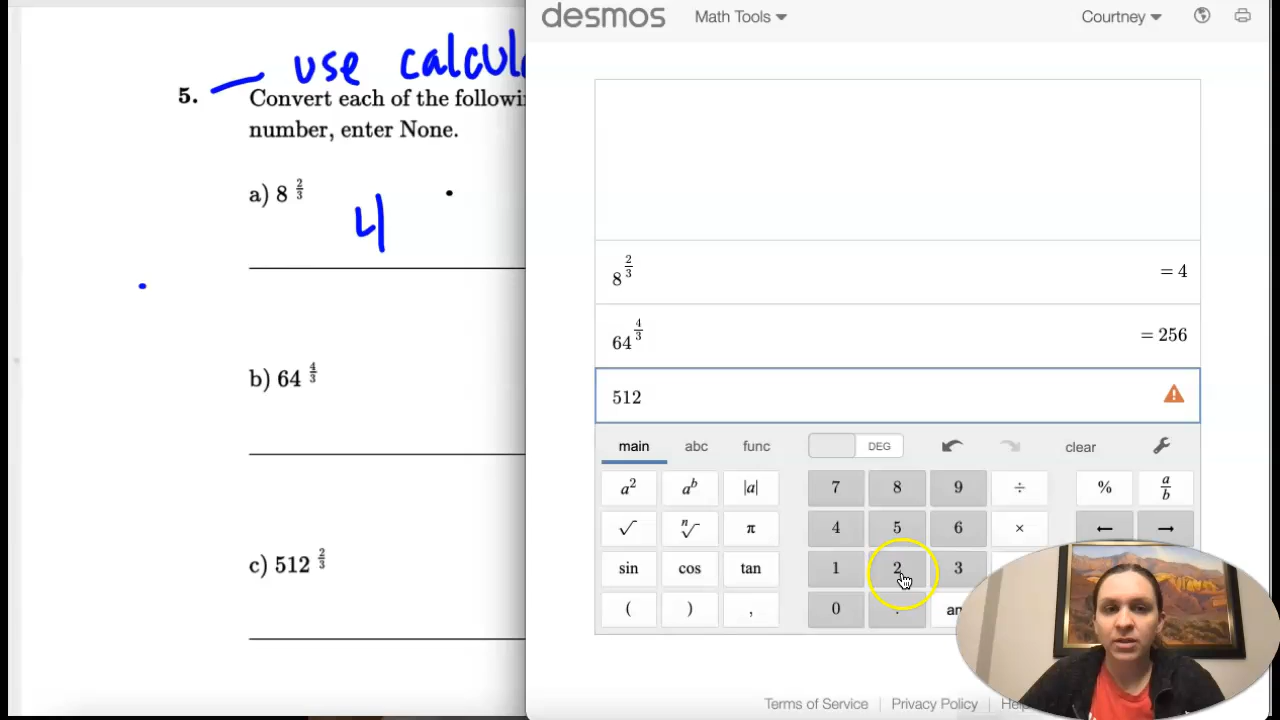 use calcul
5. Convert each of the followi
number, enter None.
a) 8^{2/3}
4
b) 64^{4/3}
c) 512^{2/3}
desmos Math Tools Courtney
8^{2/3} = 4
64^{4/3} = 256
512
main abc func DEG clear
a² a^b |a| 7 8 9 ÷ % a/b
√ ⁿ√ π 4 5 6 × ← →
sin cos tan 1 2 3
( ) , 0 . an
Terms of Service | Privacy Policy | Help